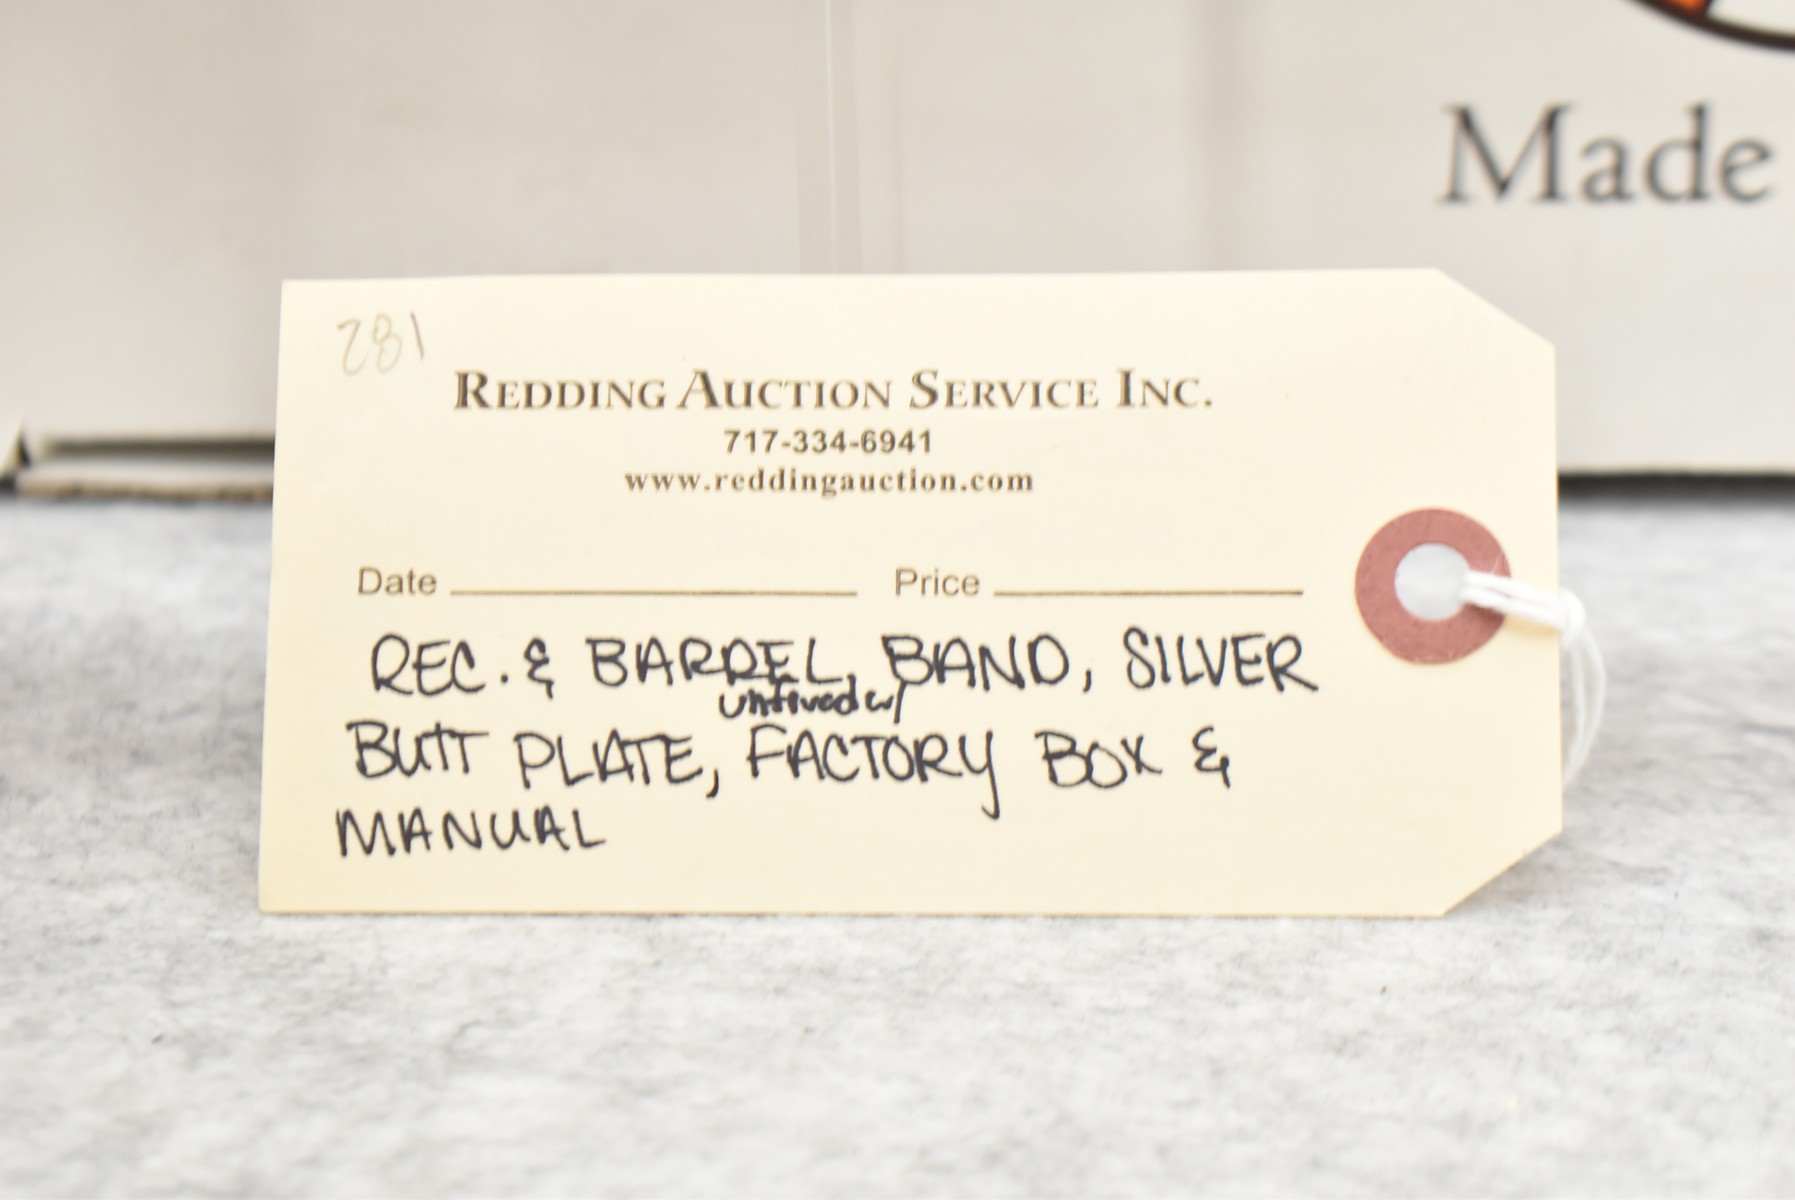 Made
281
REDDING AUCTION SERVICE INC.
717-334-6941
www.reddingauction.com
Date Price
REC. & BARREL, BAND, SILVER
unfired w/
BUTT PLATE, FACTORY BOX &
MANUAL